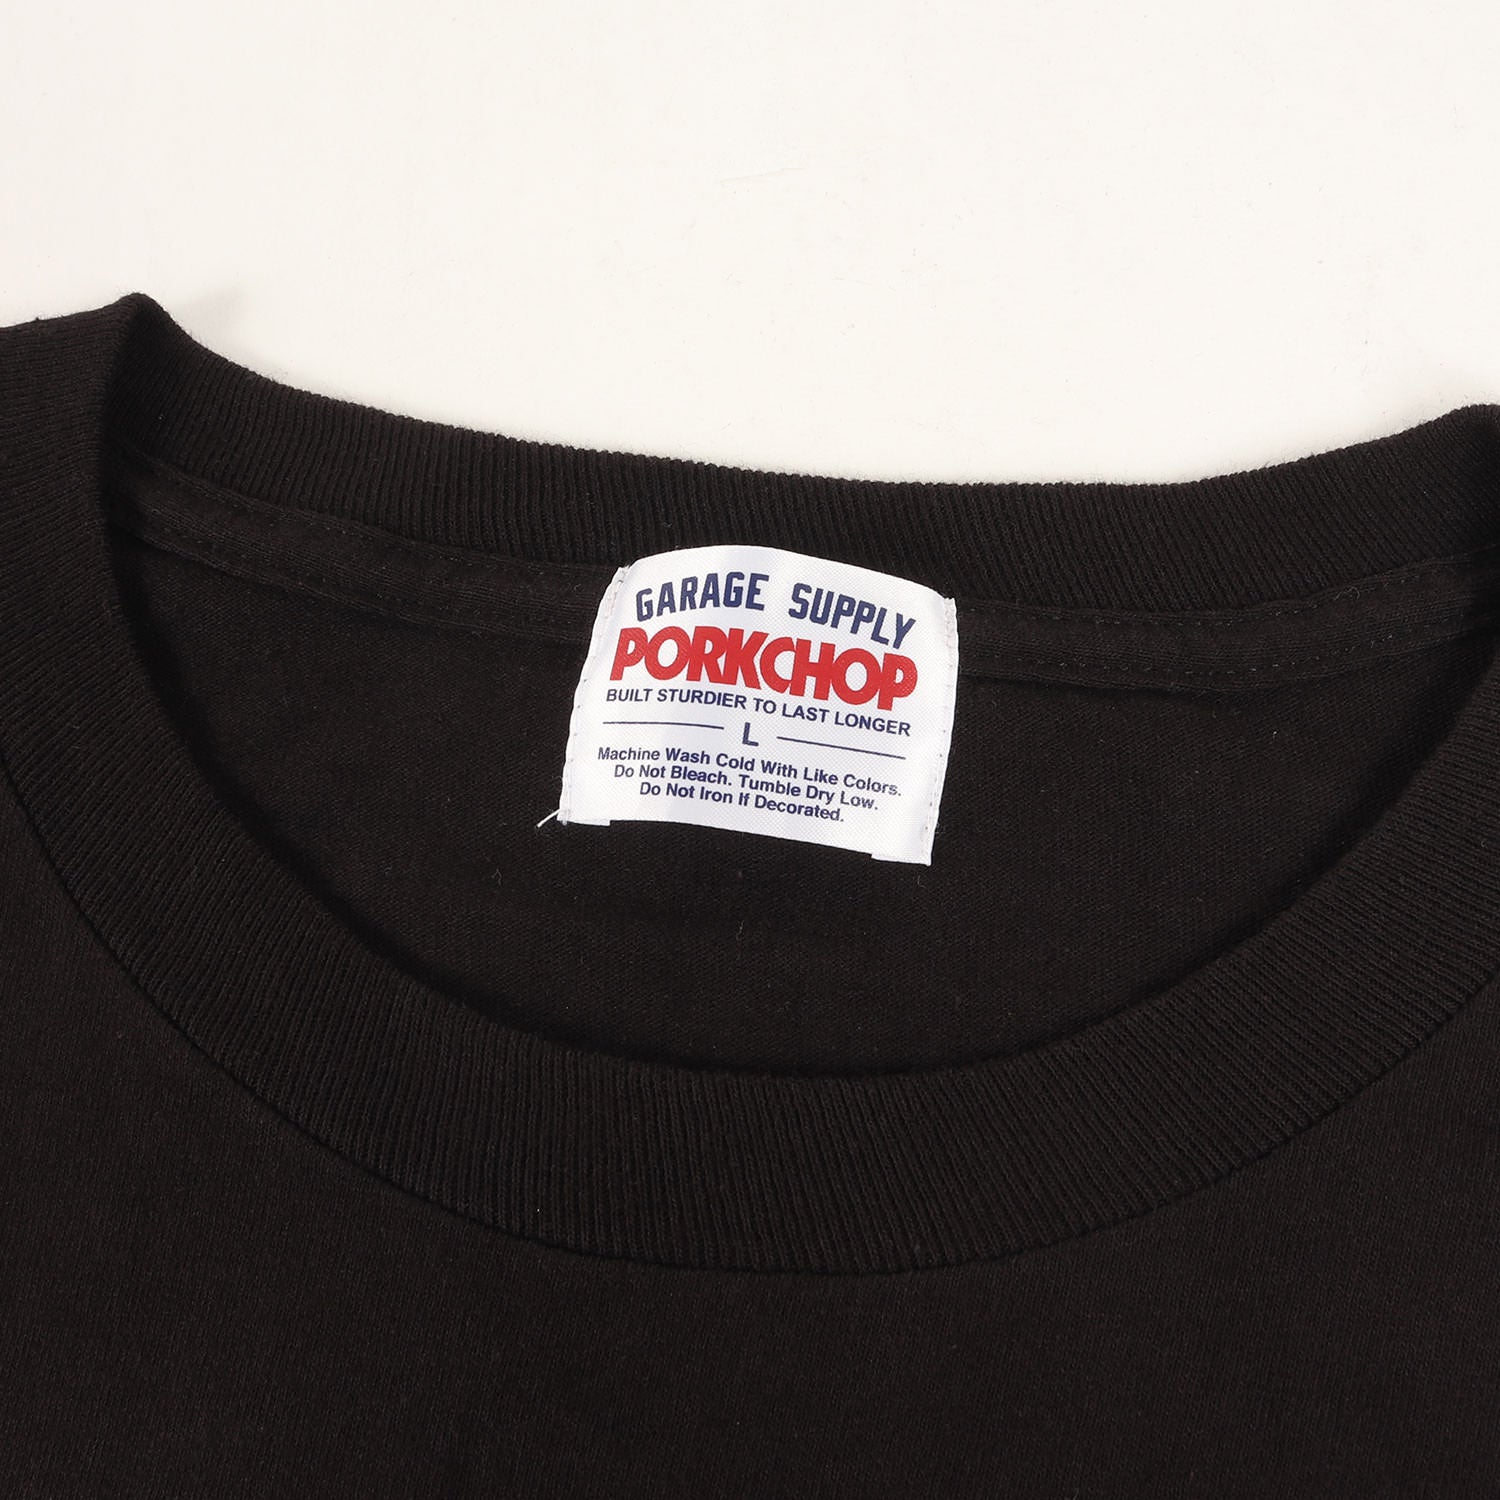 GARAGE SUPPLY
PORKCHOP
BUILT STURDIER TO LAST LONGER
L
Machine Wash Cold With Like Colors.
Do Not Bleach. Tumble Dry Low.
Do Not Iron If Decorated.